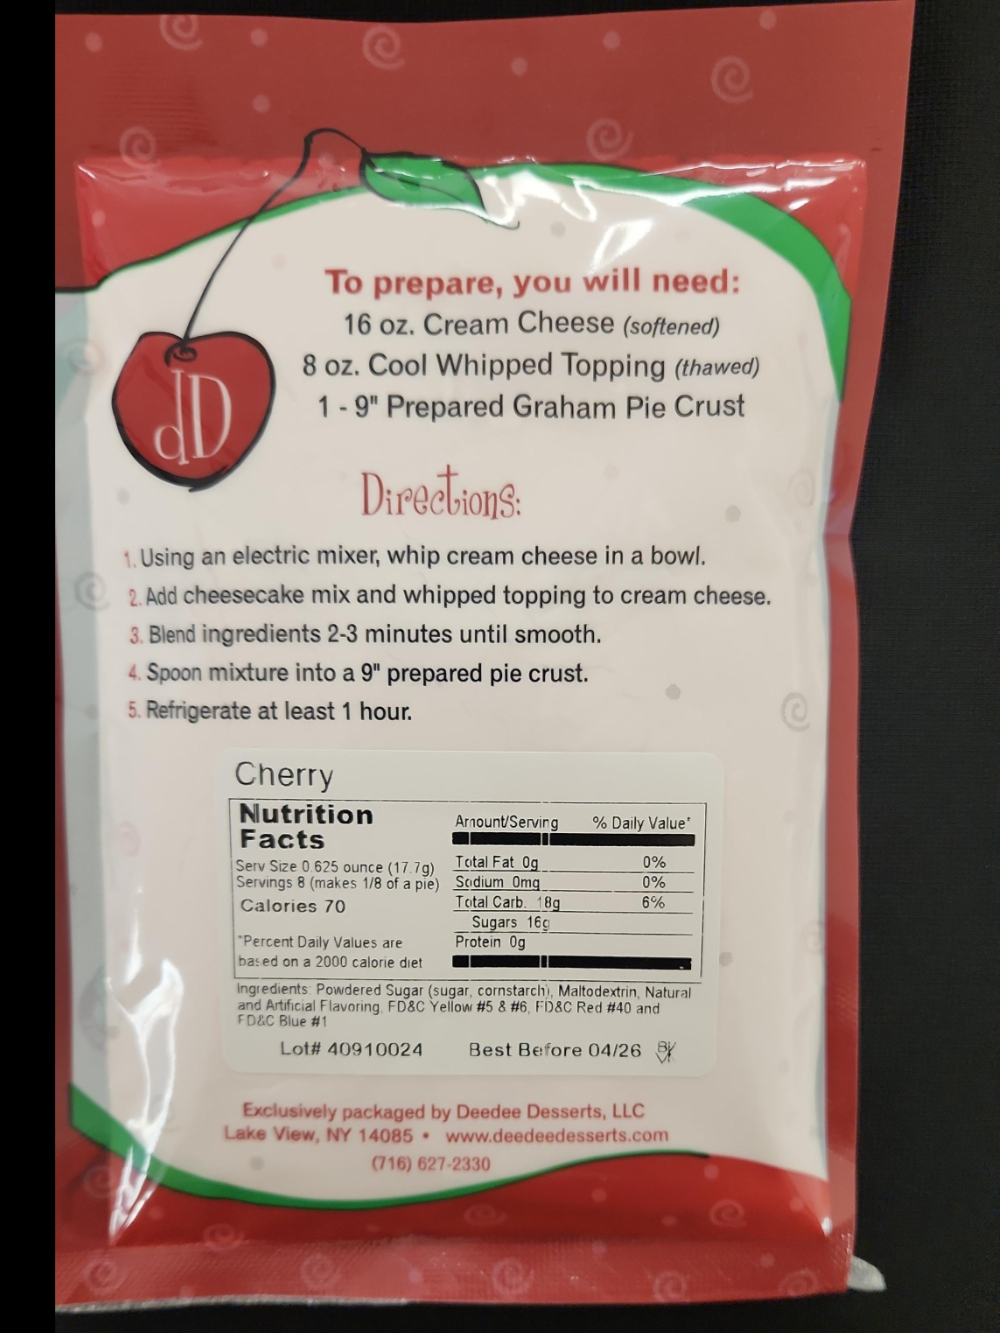 To prepare, you will need:
16 oz. Cream Cheese (softened)
8 oz. Cool Whipped Topping (thawed)
1 - 9" Prepared Graham Pie Crust
dD
Directions:
1. Using an electric mixer, whip cream cheese in a bowl.
2. Add cheesecake mix and whipped topping to cream cheese.
3. Blend ingredients 2-3 minutes until smooth.
4. Spoon mixture into a 9" prepared pie crust.
5. Refrigerate at least 1 hour.
Cherry
Nutrition
Facts
Serv Size 0.625 ounce (17.7g)
Servings 8 (makes 1/8 of a pie)
Calories 70
*Percent Daily Values are
based on a 2000 calorie diet
Amount/Serving % Daily Value*
Total Fat 0g 0%
Sodium 0mg 0%
Total Carb. 18g 6%
Sugars 16g
Protein 0g
Ingredients: Powdered Sugar (sugar, cornstarch), Maltodextrin, Natural
and Artificial Flavoring, FD&C Yellow #5 & #6, FD&C Red #40 and
FD&C Blue #1
Lot# 40910024 Best Before 04/26
Exclusively packaged by Deedee Desserts, LLC
Lake View, NY 14085 • www.deedeedesserts.com
(716) 627-2330